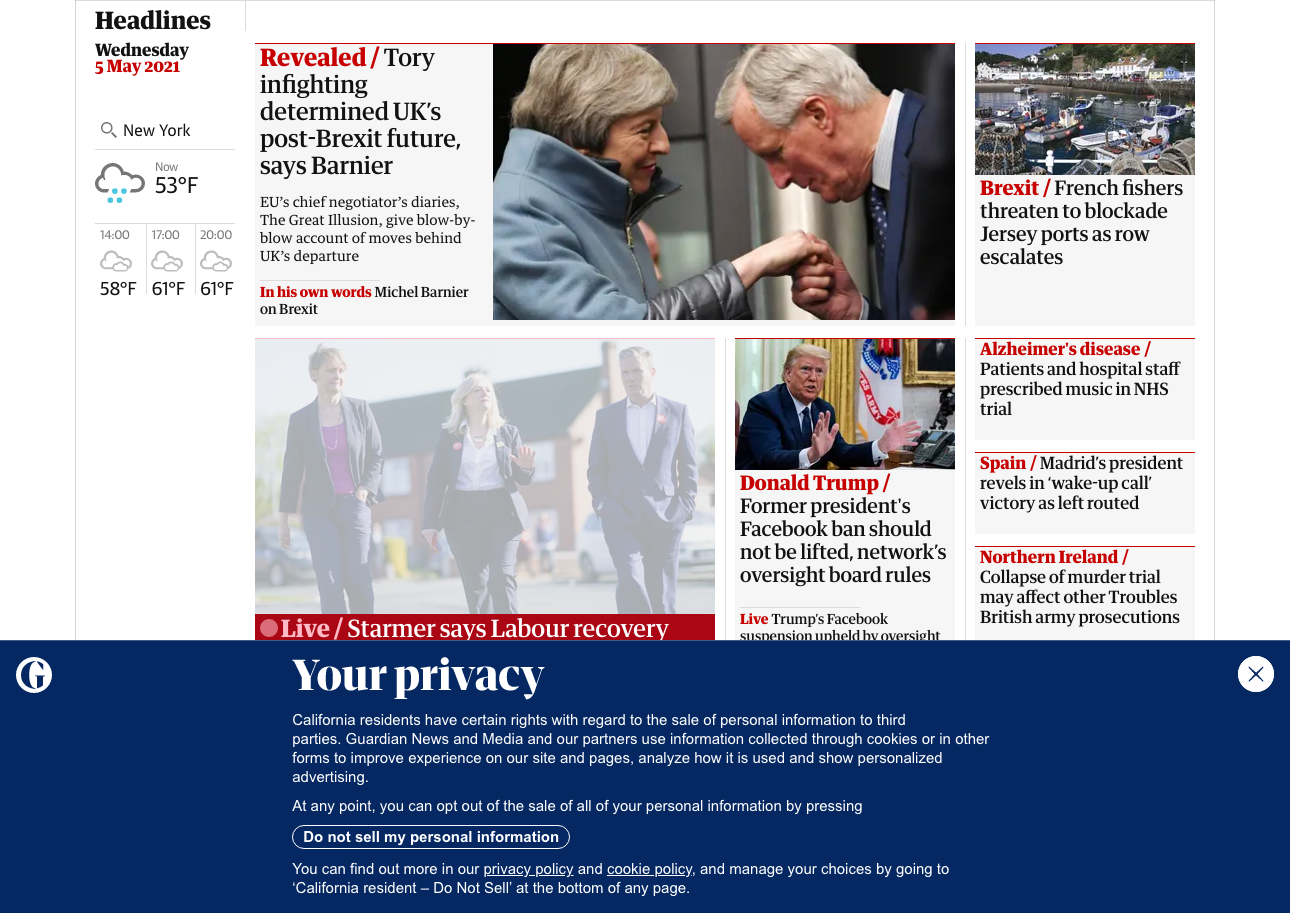 Headlines
Wednesday
5 May 2021
New York
Now
53°F
14:00
17:00
20:00
58°F
61°F
61°F
Revealed / Tory
infighting
determined UK’s
post-Brexit future,
says Barnier
EU’s chief negotiator’s diaries,
The Great Illusion, give blow-by-
blow account of moves behind
UK’s departure
In his own words Michel Barnier
on Brexit
Brexit / French fishers
threaten to blockade
Jersey ports as row
escalates
Live / Starmer says Labour recovery
Donald Trump /
Former president's
Facebook ban should
not be lifted, network’s
oversight board rules
Live Trump’s Facebook
suspension upheld by oversight
Alzheimer's disease /
Patients and hospital staff
prescribed music in NHS
trial
Spain / Madrid’s president
revels in ‘wake-up call’
victory as left routed
Northern Ireland /
Collapse of murder trial
may affect other Troubles
British army prosecutions
Your privacy
California residents have certain rights with regard to the sale of personal information to third
parties. Guardian News and Media and our partners use information collected through cookies or in other
forms to improve experience on our site and pages, analyze how it is used and show personalized
advertising.
At any point, you can opt out of the sale of all of your personal information by pressing
Do not sell my personal information
You can find out more in our privacy policy and cookie policy, and manage your choices by going to
‘California resident – Do Not Sell’ at the bottom of any page.